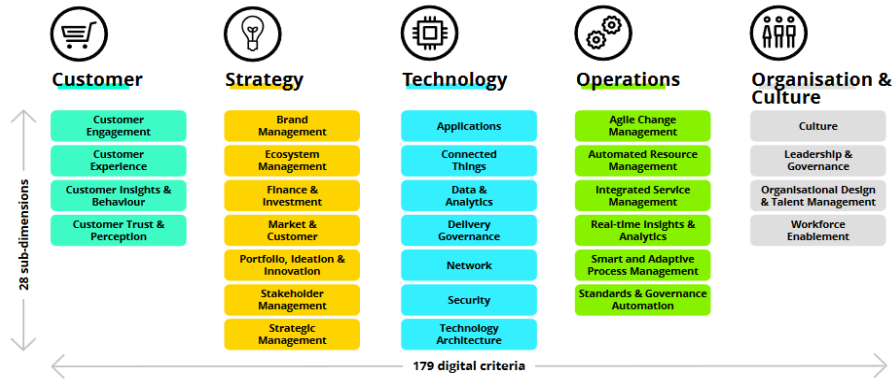 Customer
Strategy
Technology
Operations
Organisation &
Culture
28 sub-dimensions
Customer
Engagement
Customer
Experience
Customer Insights &
Behaviour
Customer Trust &
Perception
Brand
Management
Ecosystem
Management
Finance &
Investment
Market &
Customer
Portfolio, Ideation &
Innovation
Stakeholder
Management
Strategic
Management
Applications
Connected
Things
Data &
Analytics
Delivery
Governance
Network
Security
Technology
Architecture
Agile Change
Management
Automated Resource
Management
Integrated Service
Management
Real-time Insights &
Analytics
Smart and Adaptive
Process Management
Standards & Governance
Automation
Culture
Leadership &
Governance
Organisational Design
& Talent Management
Workforce
Enablement
179 digital criteria